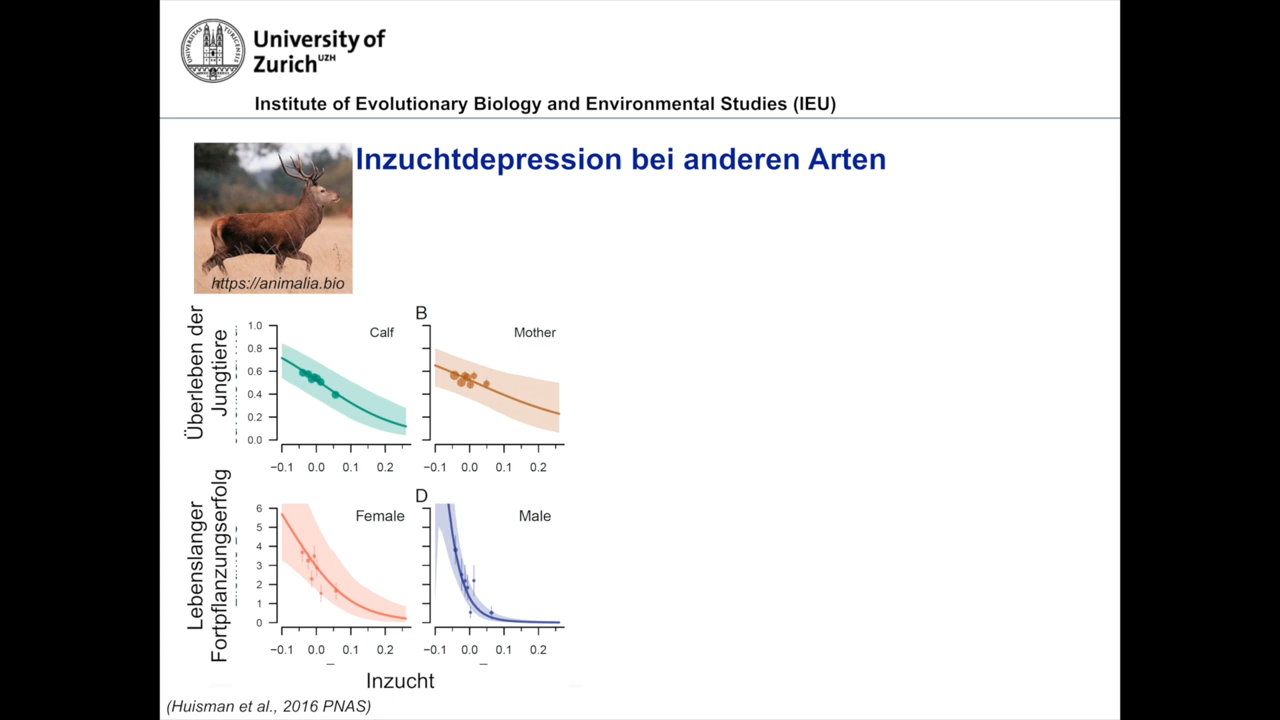 UNIVERSITAS TURICENSIS
MDCCC XXXIII
University of
Zurich UZH
Institute of Evolutionary Biology and Environmental Studies (IEU)
Inzuchtdepression bei anderen Arten
https://animalia.bio
Überleben der
Jungtiere
1.0
0.8
0.6
0.4
0.2
0.0
Calf
−0.1 0.0 0.1 0.2
B
Mother
−0.1 0.0 0.1 0.2
Lebenslanger
Fortpflanzungserfolg
6
5
4
3
2
1
0
Female
−0.1 0.0 0.1 0.2
D
Male
−0.1 0.0 0.1 0.2
Inzucht
(Huisman et al., 2016 PNAS)